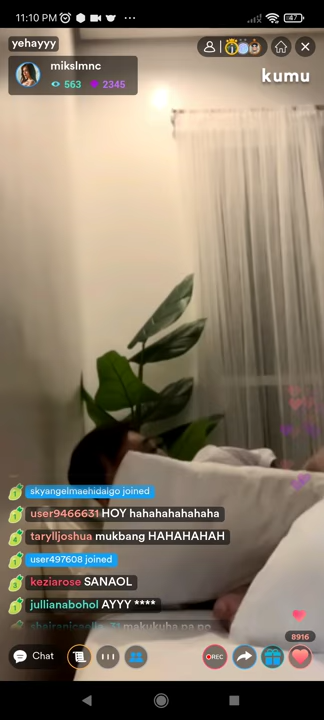 11:10 PM
47
yehayyy
mikslmnc
563 2345
kumu
skyangelmaehidalgo joined
user9466631 HOY hahahahahahaha
tarylljoshua mukbang HAHAHAHAH
user497608 joined
keziarose SANAOL
jullianabohol AYYY ****
makukuha pa po
8916
Chat
REC